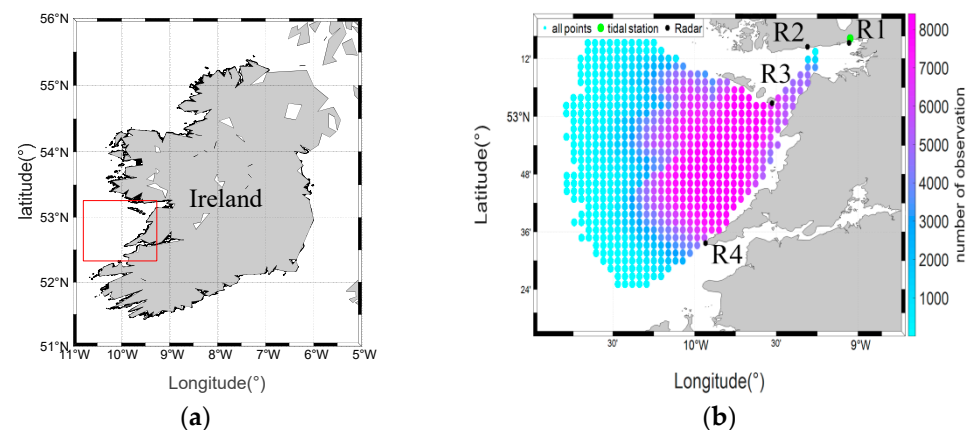 56°N
55°N
54°N
53°N
52°N
51°N
11°W 10°W 9°W 8°W 7°W 6°W 5°W
latitude(°)
Longitude(°)
Ireland
(a)
all points tidal station Radar
R1
R2
R3
R4
12'
53°N
48'
36'
24'
30' 10°W 30' 9°W
Latitude(°)
Longitude(°)
8000
7000
6000
5000
4000
3000
2000
1000
number of observation
(b)